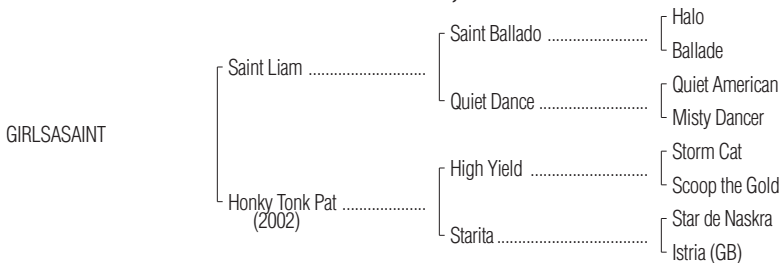 Halo
Saint Ballado ........................
Ballade
Saint Liam ............................
Quiet American
Quiet Dance ........................
Misty Dancer
GIRLSASAINT
Storm Cat
High Yield ...........................
Scoop the Gold
Honky Tonk Pat ....................
(2002)
Star de Naskra
Starita ...................................
Istria (GB)